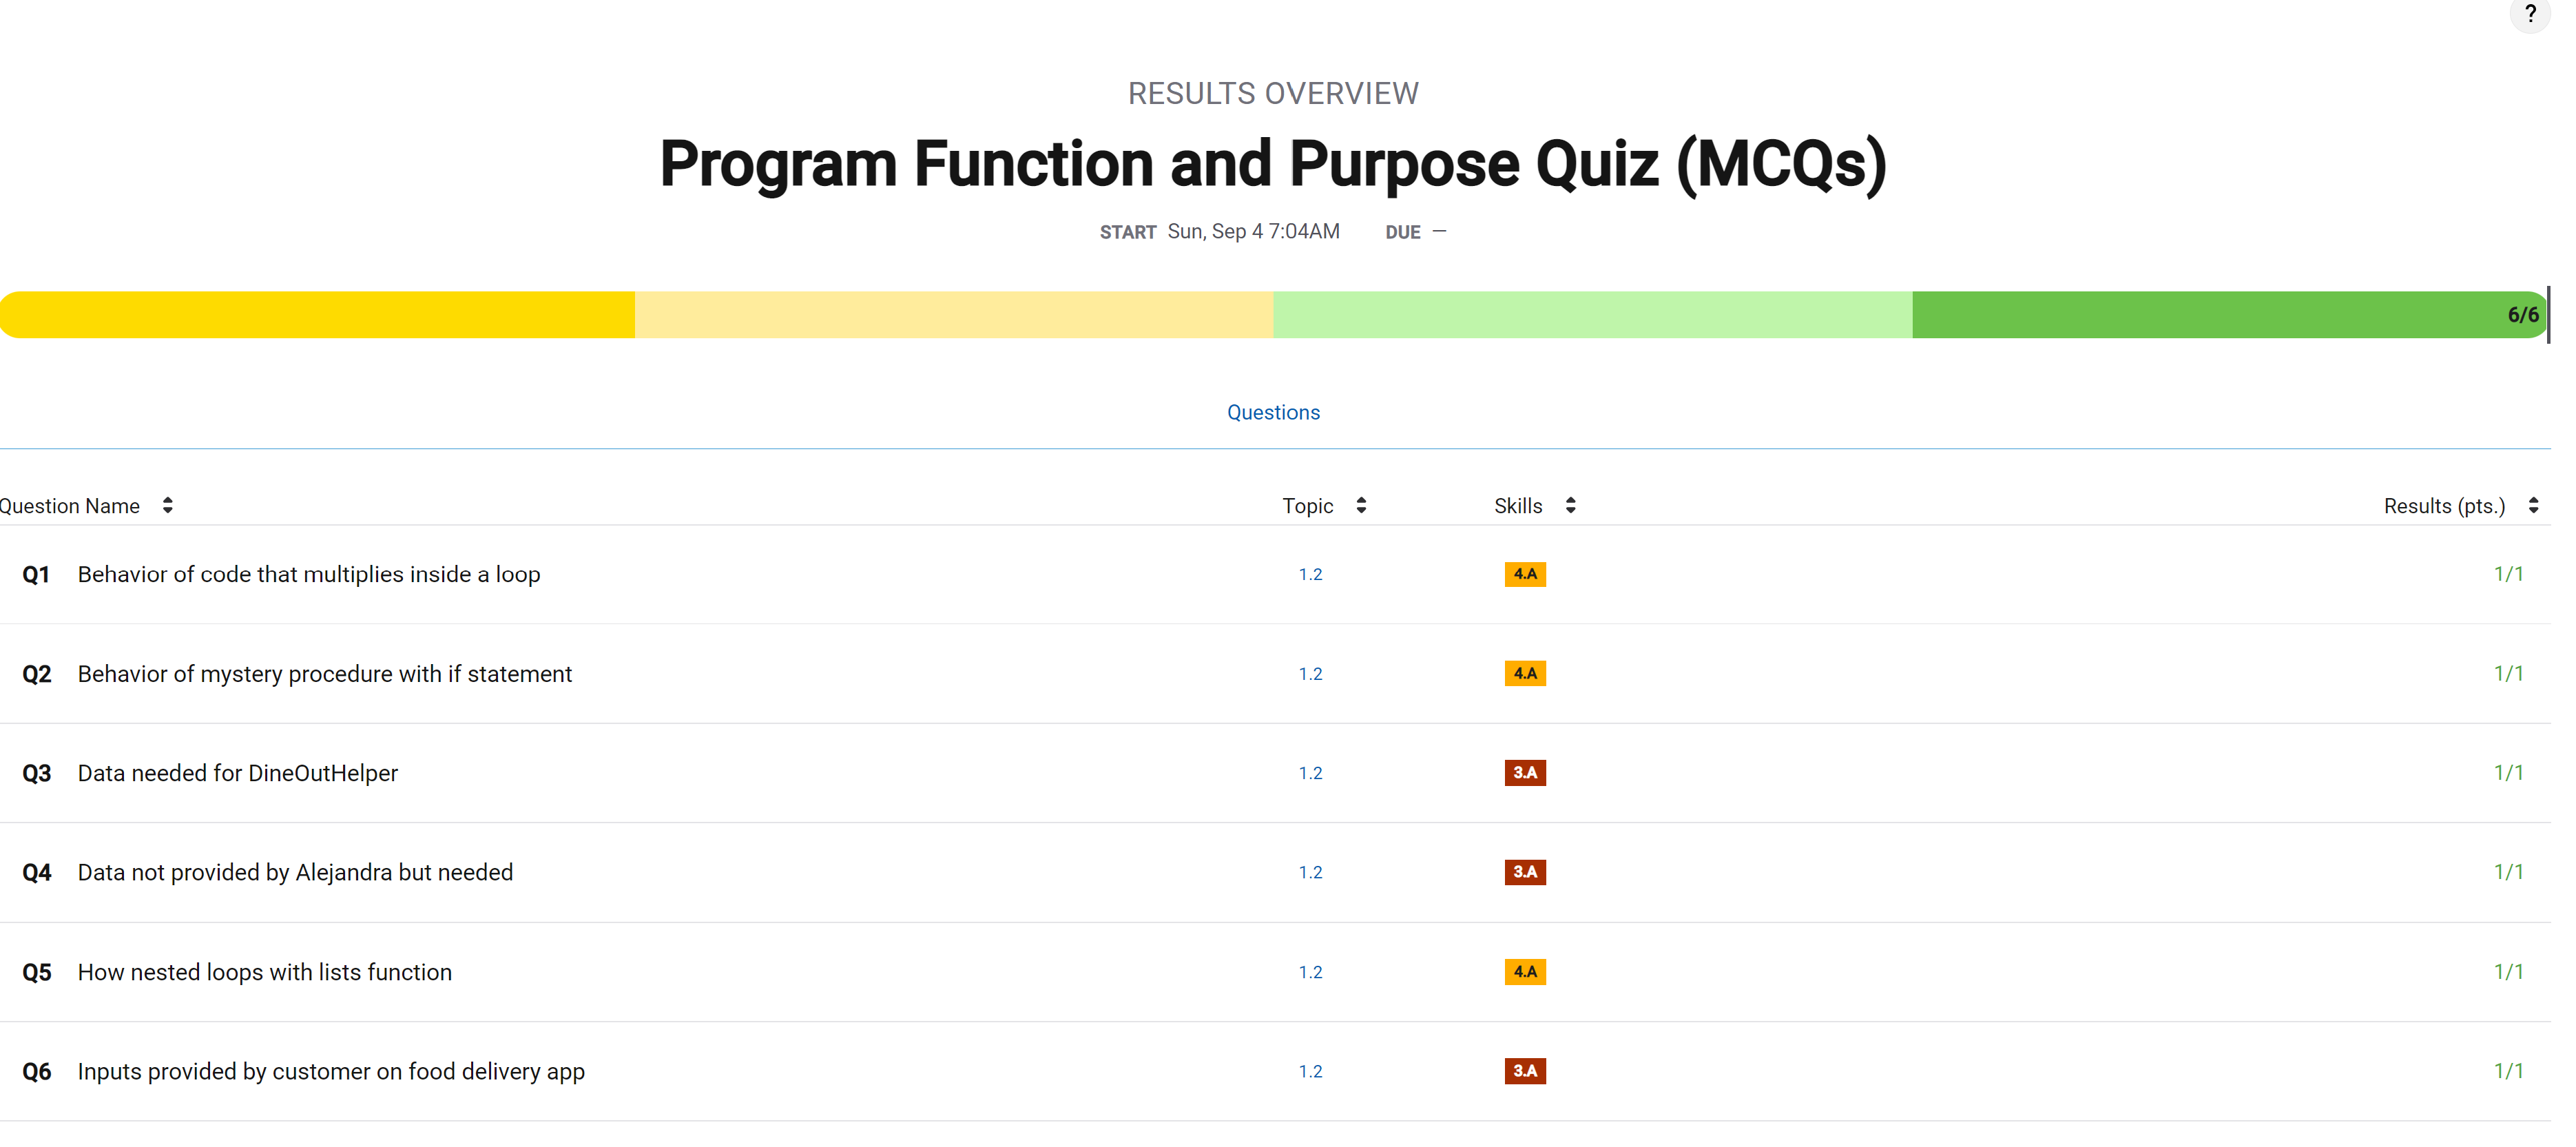 ?
RESULTS OVERVIEW
Program Function and Purpose Quiz (MCQs)
START Sun, Sep 4 7:04AM DUE —
6/6
Questions
Question Name Topic Skills Results (pts.)
Q1 Behavior of code that multiplies inside a loop 1.2 4.A 1/1
Q2 Behavior of mystery procedure with if statement 1.2 4.A 1/1
Q3 Data needed for DineOutHelper 1.2 3.A 1/1
Q4 Data not provided by Alejandra but needed 1.2 3.A 1/1
Q5 How nested loops with lists function 1.2 4.A 1/1
Q6 Inputs provided by customer on food delivery app 1.2 3.A 1/1